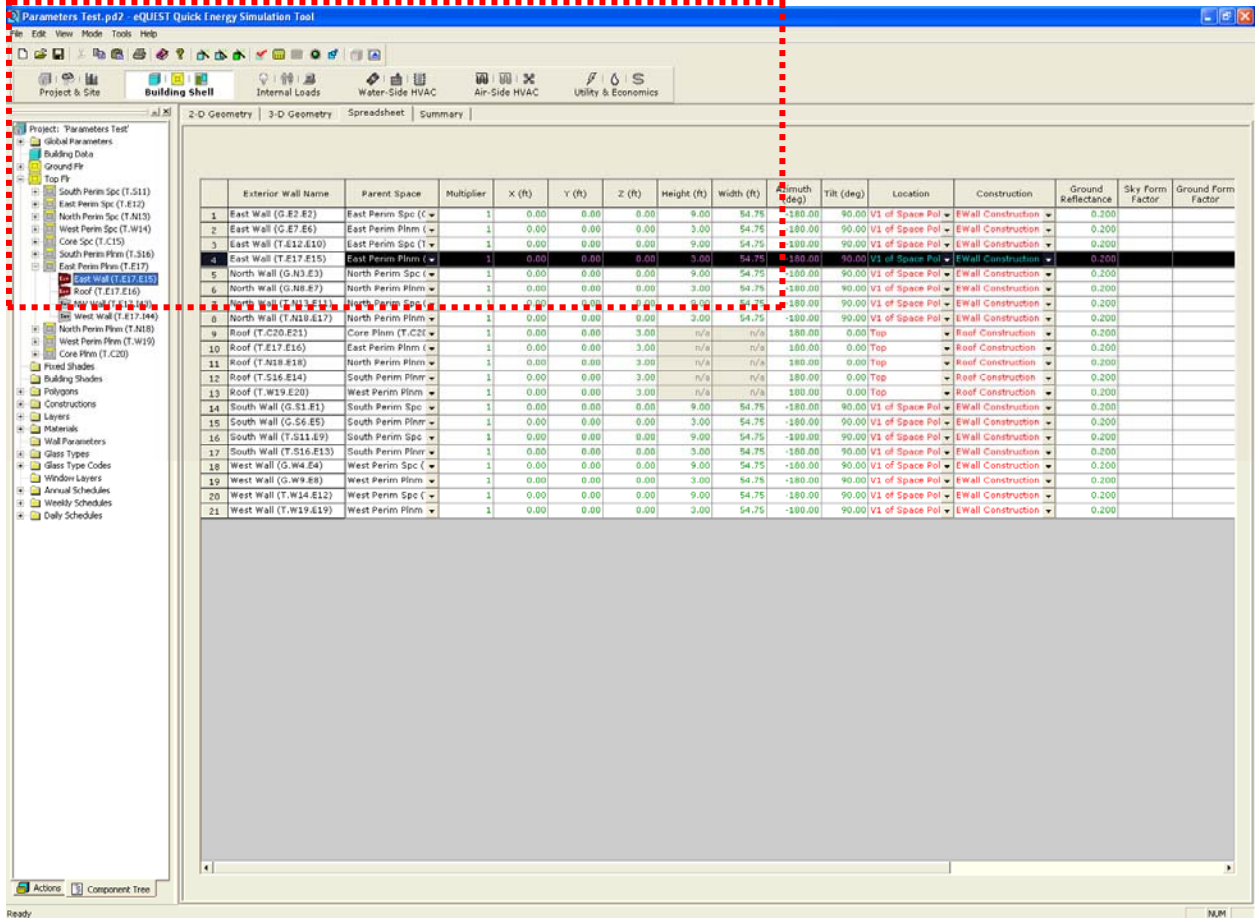 Parameters Test.pd2 - eQUEST Quick Energy Simulation Tool
File Edit View Mode Tools Help
Project & Site Building Shell Internal Loads Water-Side HVAC Air-Side HVAC Utility & Economics
2-D Geometry 3-D Geometry Spreadsheet Summary
Project: 'Parameters Test'
Global Parameters
Building Data
Ground Flr
Top Flr
South Perim Spc (T.S11)
East Perim Spc (T.E12)
North Perim Spc (T.N13)
West Perim Spc (T.W14)
Core Spc (T.C15)
South Perim Plnm (T.S16)
East Perim Plnm (T.E17)
East Wall (T.E17.E15)
Roof (T.E17.E16)
West Wall (T.E17.I44)
North Perim Plnm (T.N18)
West Perim Plnm (T.W19)
Core Plnm (T.C20)
Fixed Shades
Building Shades
Polygons
Constructions
Layers
Materials
Wall Parameters
Glass Types
Glass Type Codes
Window Layers
Annual Schedules
Weekly Schedules
Daily Schedules
Exterior Wall Name Parent Space Multiplier X (ft) Y (ft) Z (ft) Height (ft) Width (ft) Azimuth (deg) Tilt (deg) Location Construction Ground Reflectance Sky Form Factor Ground Form Factor
1 East Wall (G.E2.E2) East Perim Spc (C 1 0.00 0.00 0.00 9.00 54.75 -180.00 90.00 V1 of Space Pol EWall Construction 0.200
2 East Wall (G.E7.E6) East Perim Plnm ( 1 0.00 0.00 0.00 3.00 54.75 -180.00 90.00 V1 of Space Pol EWall Construction 0.200
3 East Wall (T.E12.E10) East Perim Spc (T 1 0.00 0.00 0.00 9.00 54.75 -180.00 90.00 V1 of Space Pol EWall Construction 0.200
4 East Wall (T.E17.E15) East Perim Plnm ( 1 0.00 0.00 0.00 3.00 54.75 -180.00 90.00 V1 of Space Pol EWall Construction 0.200
5 North Wall (G.N3.E3) North Perim Spc ( 1 0.00 0.00 0.00 9.00 54.75 -180.00 90.00 V1 of Space Pol EWall Construction 0.200
6 North Wall (G.N8.E7) North Perim Plnm 1 0.00 0.00 0.00 3.00 54.75 -180.00 90.00 V1 of Space Pol EWall Construction 0.200
7 North Wall (T.N13.E11) North Perim Spc ( 1 0.00 0.00 0.00 9.00 54.75 -180.00 90.00 V1 of Space Pol EWall Construction 0.200
8 North Wall (T.N18.E17) North Perim Plnm 1 0.00 0.00 0.00 3.00 54.75 -180.00 90.00 V1 of Space Pol EWall Construction 0.200
9 Roof (T.C20.E21) Core Plnm (T.C2( 1 0.00 0.00 3.00 n/a n/a 180.00 0.00 Top Roof Construction 0.200
10 Roof (T.E17.E16) East Perim Plnm ( 1 0.00 0.00 3.00 n/a n/a 180.00 0.00 Top Roof Construction 0.200
11 Roof (T.N18.E18) North Perim Plnm 1 0.00 0.00 3.00 n/a n/a 180.00 0.00 Top Roof Construction 0.200
12 Roof (T.S16.E14) South Perim Plnm 1 0.00 0.00 3.00 n/a n/a 180.00 0.00 Top Roof Construction 0.200
13 Roof (T.W19.E20) West Perim Plnm 1 0.00 0.00 3.00 n/a n/a 180.00 0.00 Top Roof Construction 0.200
14 South Wall (G.S1.E1) South Perim Spc 1 0.00 0.00 0.00 9.00 54.75 -180.00 90.00 V1 of Space Pol EWall Construction 0.200
15 South Wall (G.S6.E5) South Perim Plnm 1 0.00 0.00 0.00 3.00 54.75 -180.00 90.00 V1 of Space Pol EWall Construction 0.200
16 South Wall (T.S11.E9) South Perim Spc 1 0.00 0.00 0.00 9.00 54.75 -180.00 90.00 V1 of Space Pol EWall Construction 0.200
17 South Wall (T.S16.E13) South Perim Plnm 1 0.00 0.00 0.00 3.00 54.75 -180.00 90.00 V1 of Space Pol EWall Construction 0.200
18 West Wall (G.W4.E4) West Perim Spc ( 1 0.00 0.00 0.00 9.00 54.75 -180.00 90.00 V1 of Space Pol EWall Construction 0.200
19 West Wall (G.W9.E8) West Perim Plnm 1 0.00 0.00 0.00 3.00 54.75 -180.00 90.00 V1 of Space Pol EWall Construction 0.200
20 West Wall (T.W14.E12) West Perim Spc ( 1 0.00 0.00 0.00 9.00 54.75 -180.00 90.00 V1 of Space Pol EWall Construction 0.200
21 West Wall (T.W19.E19) West Perim Plnm 1 0.00 0.00 0.00 3.00 54.75 -180.00 90.00 V1 of Space Pol EWall Construction 0.200
Actions Component Tree
Ready NUM